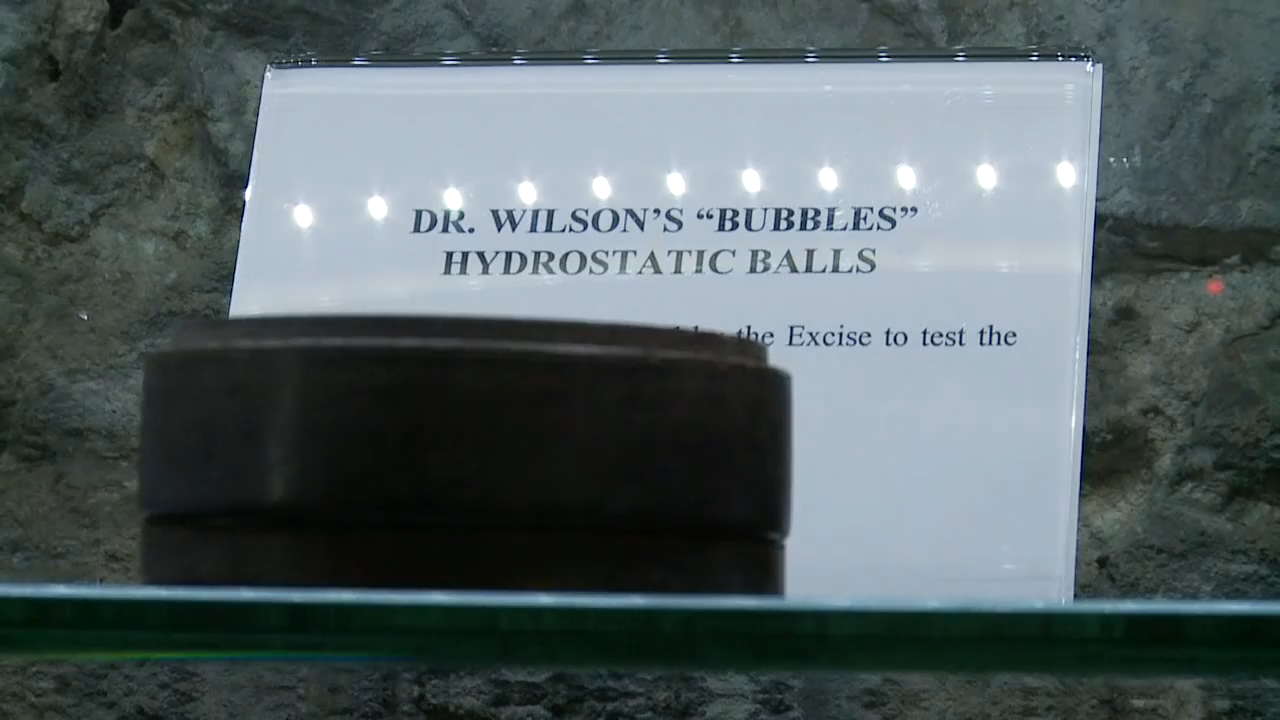 DR. WILSON’S “BUBBLES”
HYDROSTATIC BALLS
the Excise to test the